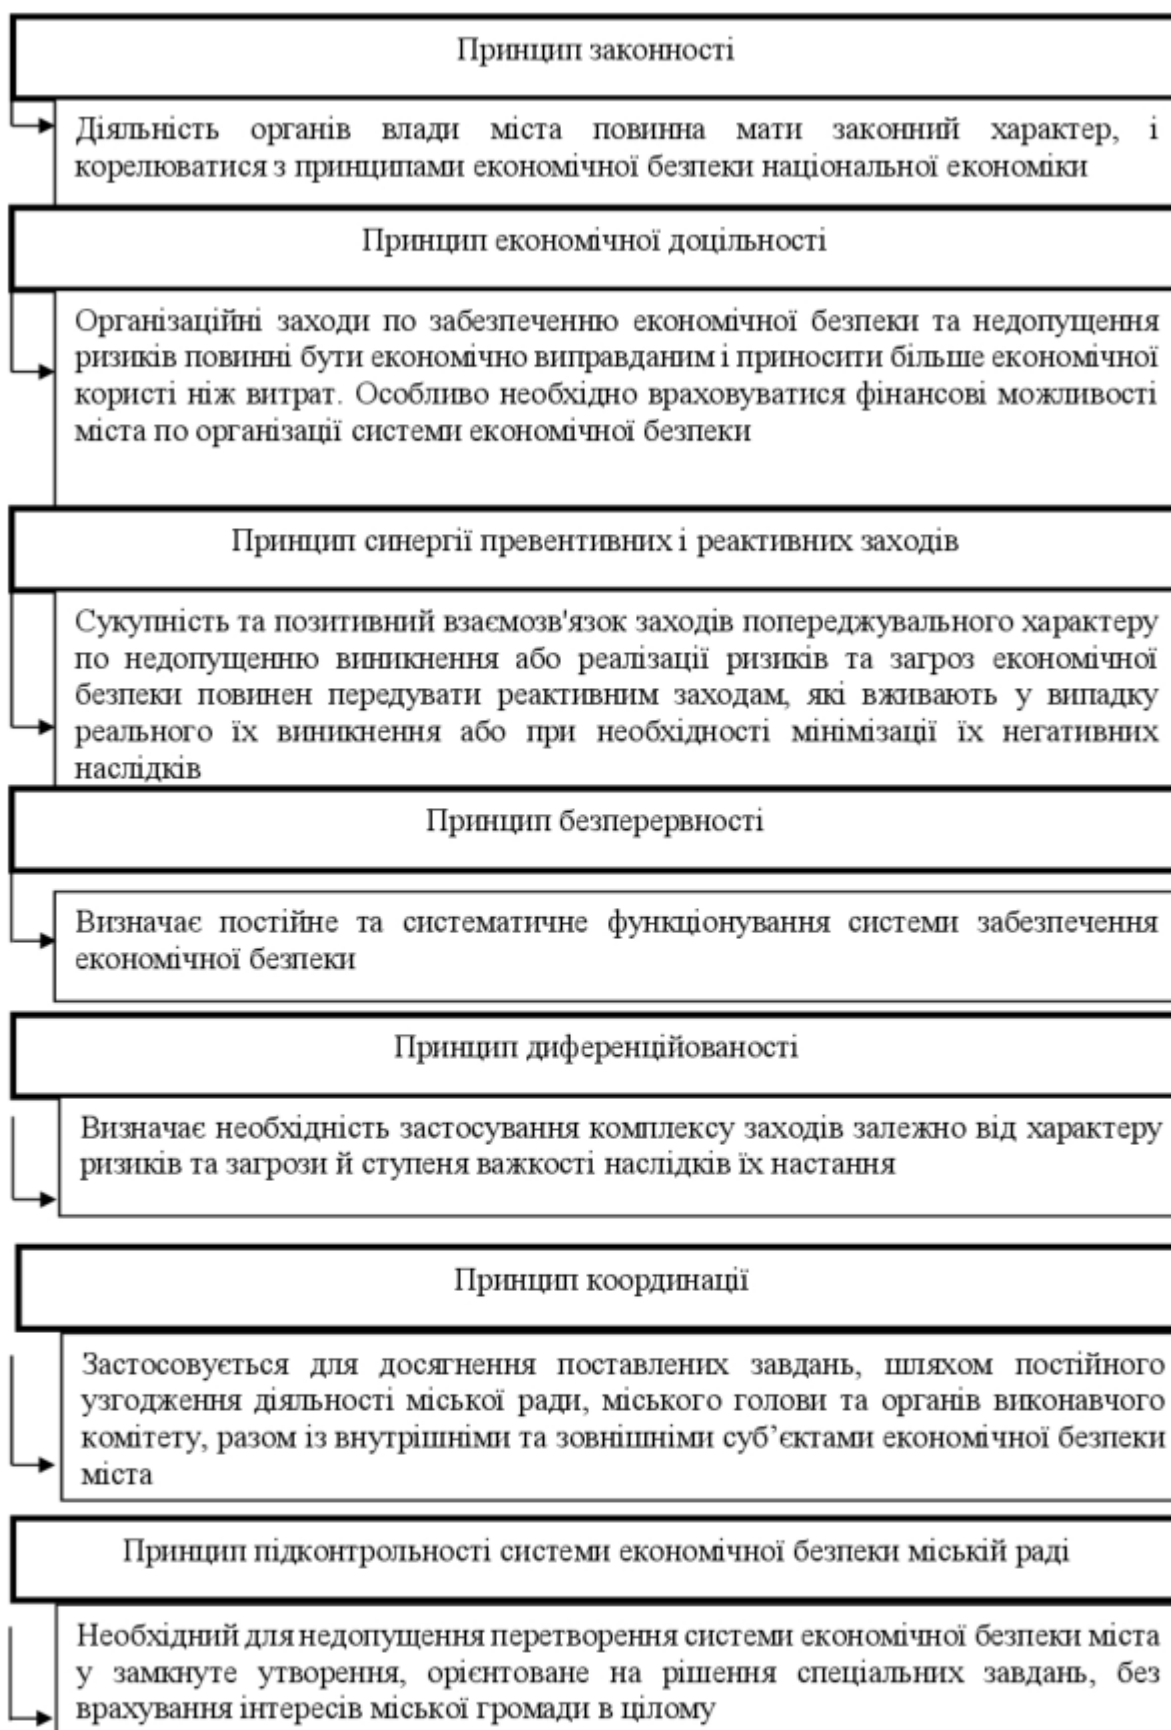 Принцип законності
Діяльність органів влади міста повинна мати законний характер, і
корелюватися з принципами економічної безпеки національної економіки
Принцип економічної доцільності
Організаційні заходи по забезпеченню економічної безпеки та недопущення
ризиків повинні бути економічно виправданим і приносити більше економічної
користі ніж витрат. Особливо необхідно враховуватися фінансові можливості
міста по організації системи економічної безпеки
Принцип синергії превентивних і реактивних заходів
Сукупність та позитивний взаємозв'язок заходів попереджувального характеру
по недопущенню виникнення або реалізації ризиків та загроз економічної
безпеки повинен передувати реактивним заходам, які вживають у випадку
реального їх виникнення або при необхідності мінімізації їх негативних
наслідків
Принцип безперервності
Визначає постійне та систематичне функціонування системи забезпечення
економічної безпеки
Принцип диференційованості
Визначає необхідність застосування комплексу заходів залежно від характеру
ризиків та загрози й ступеня важкості наслідків їх настання
Принцип координації
Застосовується для досягнення поставлених завдань, шляхом постійного
узгодження діяльності міської ради, міського голови та органів виконавчого
комітету, разом із внутрішніми та зовнішніми суб’єктами економічної безпеки
міста
Принцип підконтрольності системи економічної безпеки міській раді
Необхідний для недопущення перетворення системи економічної безпеки міста
у замкнуте утворення, орієнтоване на рішення спеціальних завдань, без
врахування інтересів міської громади в цілому